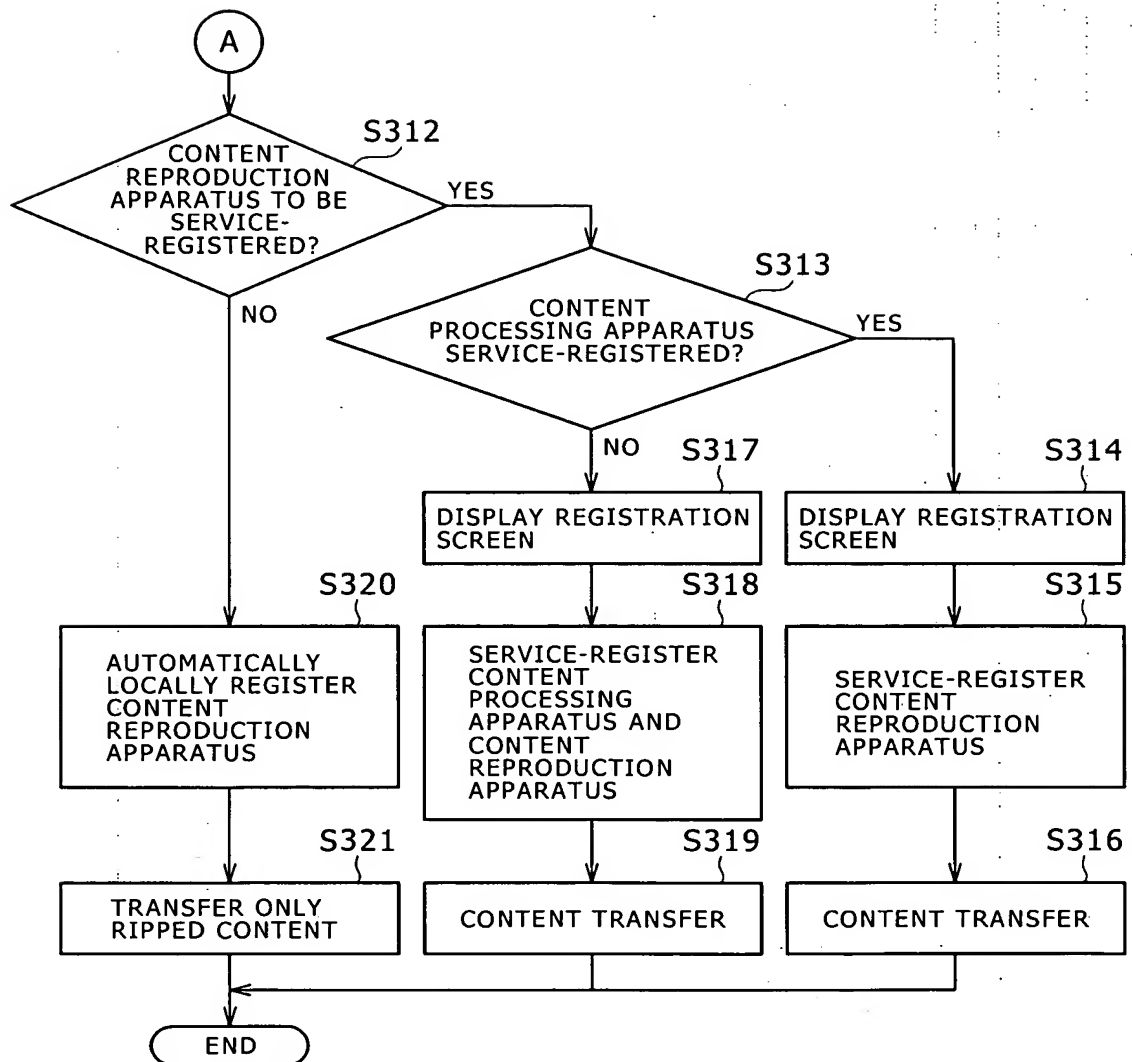 A
S312
CONTENT
REPRODUCTION
APPARATUS TO BE
SERVICE-
REGISTERED?
YES
NO
S313
CONTENT
PROCESSING APPARATUS
SERVICE-REGISTERED?
YES
NO
S317
DISPLAY REGISTRATION
SCREEN
S314
DISPLAY REGISTRATION
SCREEN
S320
AUTOMATICALLY
LOCALLY REGISTER
CONTENT
REPRODUCTION
APPARATUS
S318
SERVICE-REGISTER
CONTENT
PROCESSING
APPARATUS AND
CONTENT
REPRODUCTION
APPARATUS
S315
SERVICE-REGISTER
CONTENT
REPRODUCTION
APPARATUS
S321
TRANSFER ONLY
RIPPED CONTENT
S319
CONTENT TRANSFER
S316
CONTENT TRANSFER
END